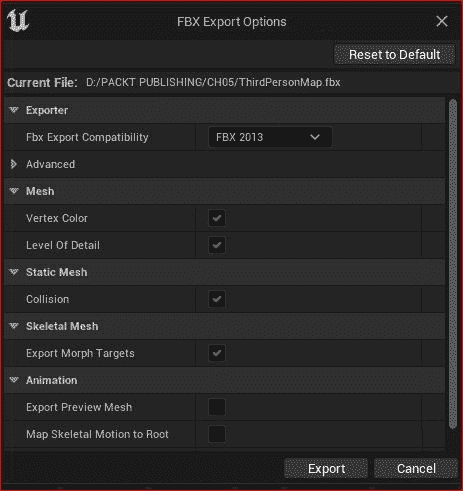 FBX Export Options
Reset to Default
Current File: D:/PACKT PUBLISHING/CH05/ThirdPersonMap.fbx
Exporter
Fbx Export Compatibility FBX 2013
Advanced
Mesh
Vertex Color
Level Of Detail
Static Mesh
Collision
Skeletal Mesh
Export Morph Targets
Animation
Export Preview Mesh
Map Skeletal Motion to Root
Export Cancel